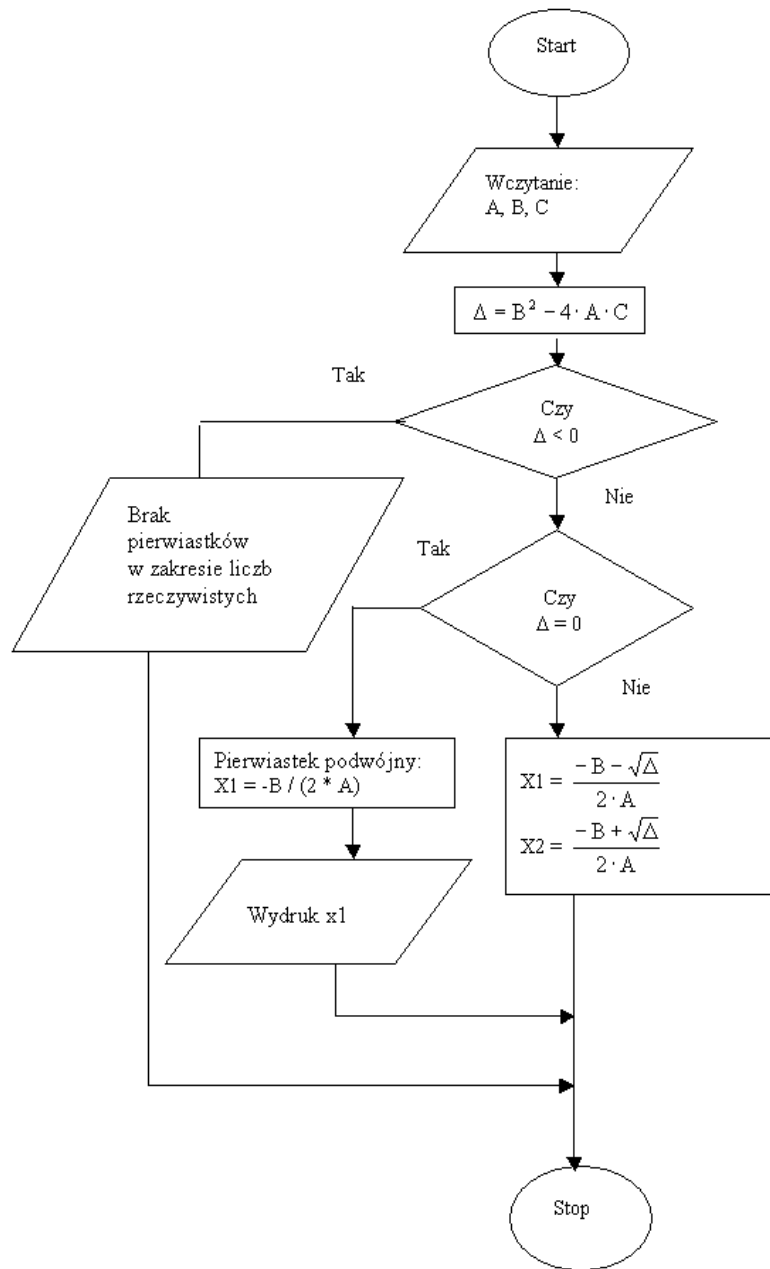 Start
Wczytanie:
A, B, C
Δ = B² − 4 · A · C
Tak
Czy
Δ < 0
Nie
Brak
pierwiastków
w zakresie liczb
rzeczywistych
Tak
Czy
Δ = 0
Nie
Pierwiastek podwójny:
X1 = -B / (2 * A)
X1 = (−B − √Δ) / (2 · A)
X2 = (−B + √Δ) / (2 · A)
Wydruk x1
Stop